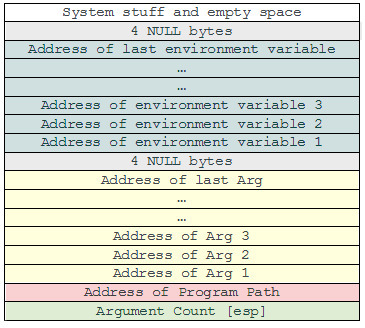 System stuff and empty space
4 NULL bytes
Address of last environment variable
…
…
Address of environment variable 3
Address of environment variable 2
Address of environment variable 1
4 NULL bytes
Address of last Arg
…
…
Address of Arg 3
Address of Arg 2
Address of Arg 1
Address of Program Path
Argument Count [esp]